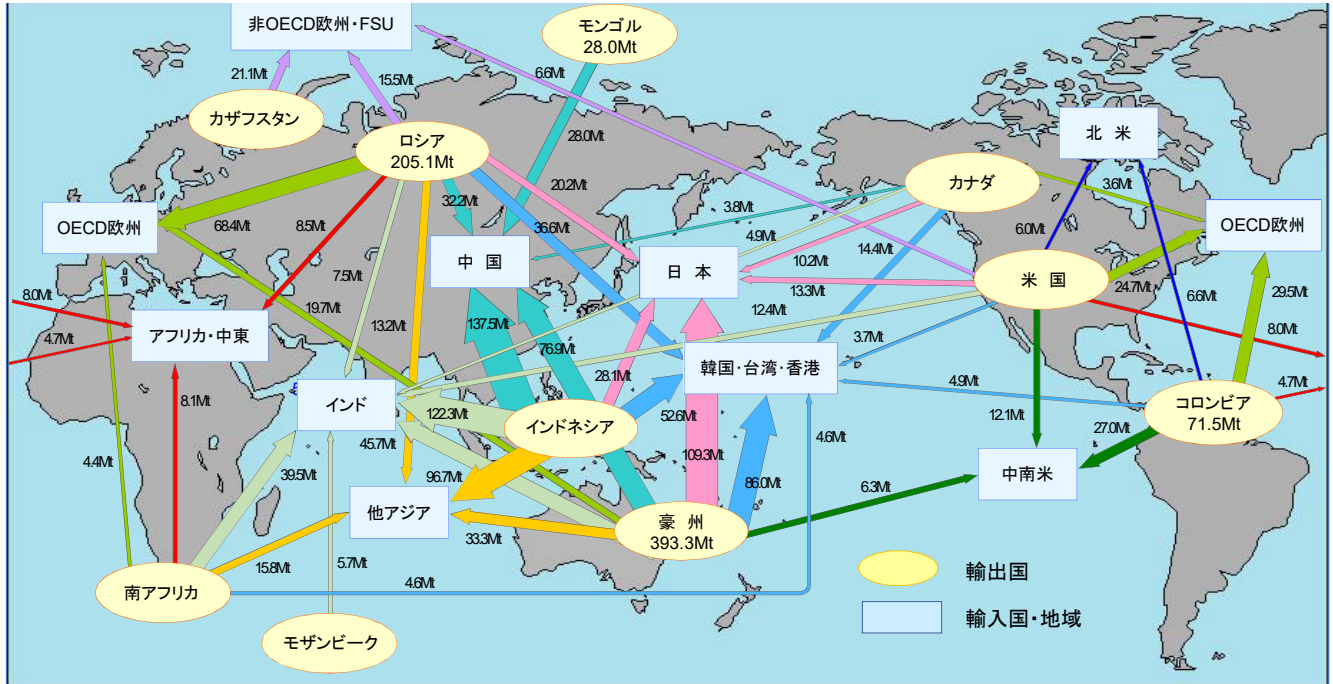 非OECD欧州・FSU
モンゴル
28.0Mt
6.6Mt
21.1Mt
15.5Mt
カザフスタン
ロシア
205.1Mt
28.0Mt
北 米
カナダ
3.6Mt
20.2Mt
32.2Mt
3.8Mt
OECD欧州
68.4Mt
8.5Mt
36.6Mt
4.9Mt
14.4Mt
6.0Mt
OECD欧州
中 国
日 本
10.2Mt
米 国
7.5Mt
13.3Mt
24.7Mt
6.6Mt
29.5Mt
8.0Mt
19.7Mt
12.4Mt
アフリカ・中東
13.2Mt
137.5Mt
8.0Mt
4.7Mt
76.9Mt
3.7Mt
韓国・台湾・香港
28.1Mt
4.9Mt
4.7Mt
8.1Mt
インド
122.3Mt
インドネシア
52.6Mt
12.1Mt
コロンビア
71.5Mt
27.0Mt
45.7Mt
4.6Mt
4.4Mt
39.5Mt
96.7Mt
109.3Mt
86.0Mt
中南米
6.3Mt
他アジア
豪 州
393.3Mt
33.3Mt
5.7Mt
15.8Mt
4.6Mt
南アフリカ
輸出国
モザンビーク
輸入国・地域